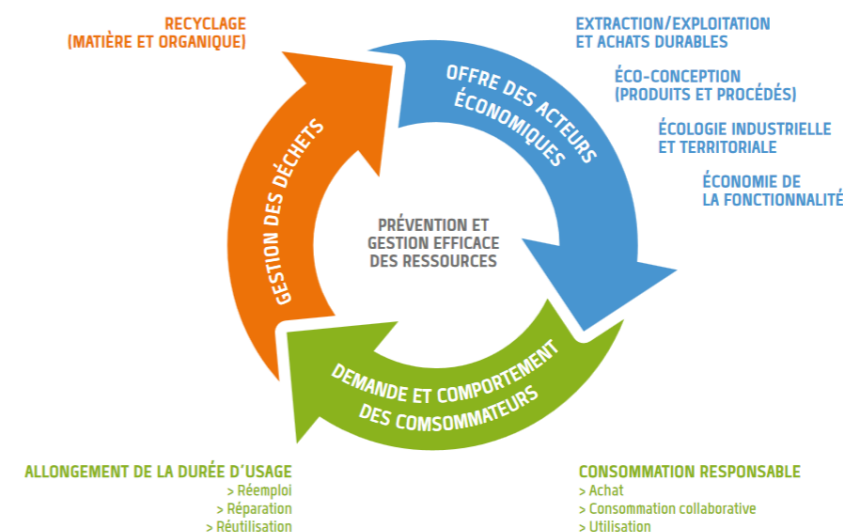 RECYCLAGE
(MATIÈRE ET ORGANIQUE)
EXTRACTION/EXPLOITATION
ET ACHATS DURABLES
ÉCO-CONCEPTION
(PRODUITS ET PROCÉDÉS)
ÉCOLOGIE INDUSTRIELLE
ET TERRITORIALE
ÉCONOMIE DE
LA FONCTIONNALITÉ
OFFRE DES ACTEURS
ÉCONOMIQUES
GESTION DES DÉCHETS
PRÉVENTION ET
GESTION EFFICACE
DES RESSOURCES
DEMANDE ET COMPORTEMENT
DES COMSOMMATEURS
ALLONGEMENT DE LA DURÉE D'USAGE
> Réemploi
> Réparation
> Réutilisation
CONSOMMATION RESPONSABLE
> Achat
> Consommation collaborative
> Utilisation